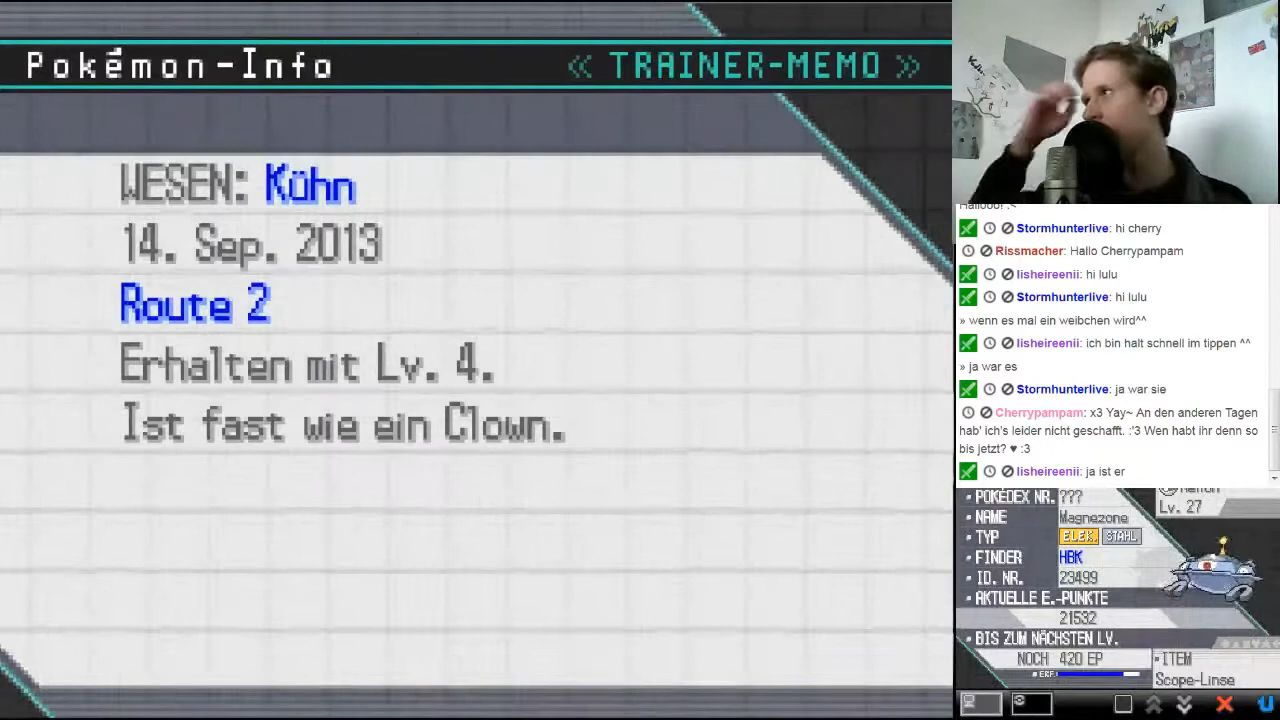 Pokémon-Info
« TRAINER-MEMO »
WESEN: Kühn
14. Sep. 2013
Route 2
Erhalten mit Lv. 4.
Ist fast wie ein Clown.
Stormhunterlive: hi cherry
Rissmacher: Hallo Cherrypampam
lisheireenii: hi lulu
Stormhunterlive: hi lulu
» wenn es mal ein weibchen wird^^
lisheireenii: ich bin halt schnell im tippen ^^
» ja war es
Stormhunterlive: ja war sie
Cherrypampam: x3 Yay~ An den anderen Tagen
hab' ich's leider nicht geschafft. :'3 Wen habt ihr denn so
bis jetzt? ♥ :3
lisheireenii: ja ist er
POKÉDEX NR. ???
Lv. 27
NAME Magnezone
TYP ELEK. STAHL
FINDER HBK
ID. NR. 23499
AKTUELLE E.-PUNKTE
21532
BIS ZUM NÄCHSTEN LV.
NOCH 420 EP
ERF.
ITEM
Scope-Linse